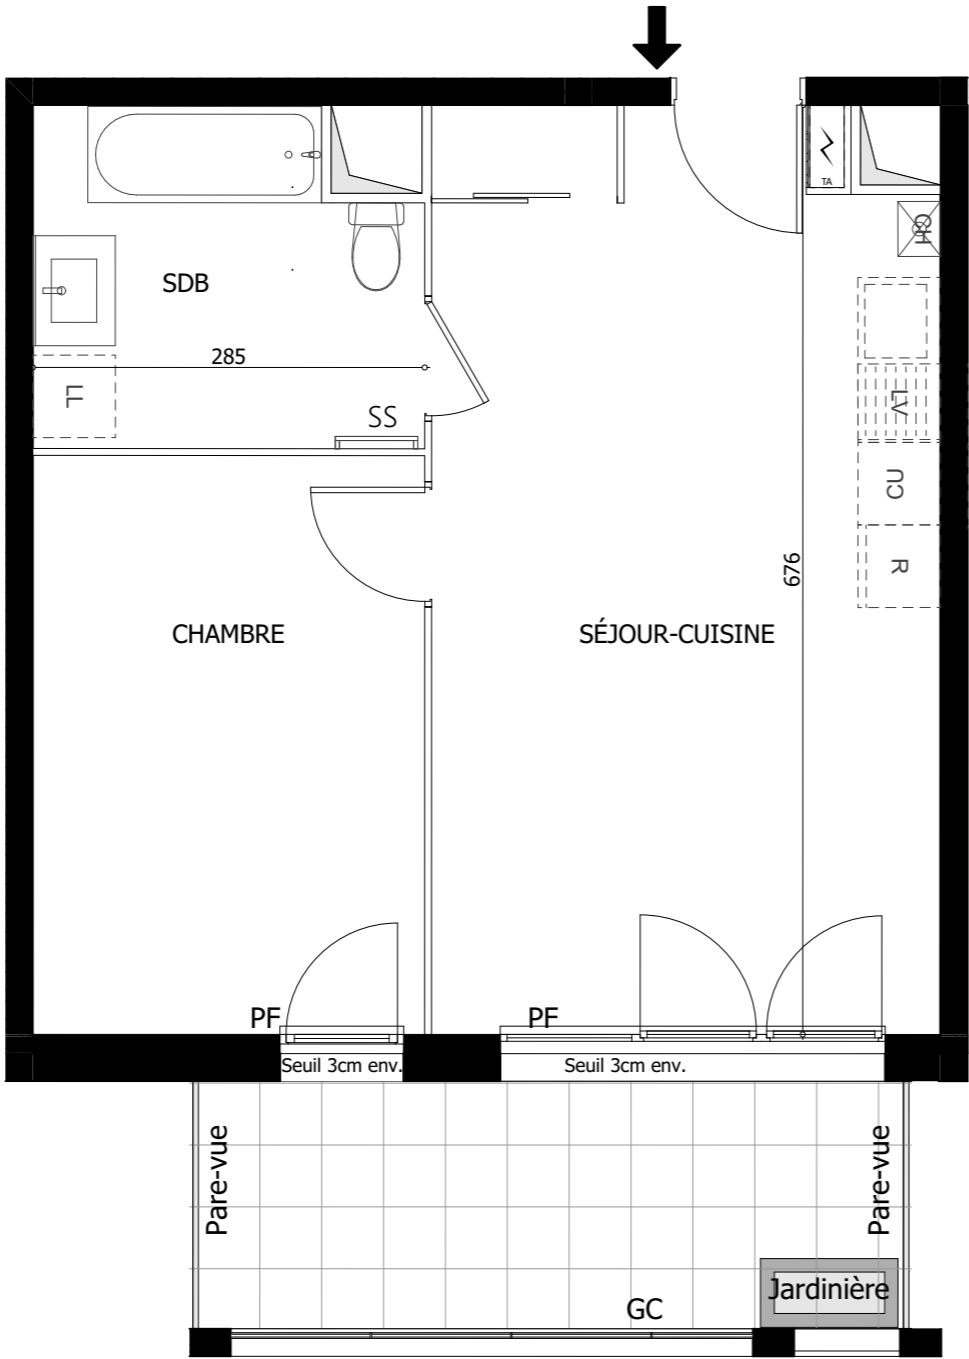 TA
CH
SDB
285
LL
SS
LV
CU
R
676
CHAMBRE
SÉJOUR-CUISINE
PF
PF
Seuil 3cm env.
Seuil 3cm env.
Pare-vue
Pare-vue
Jardinière
GC